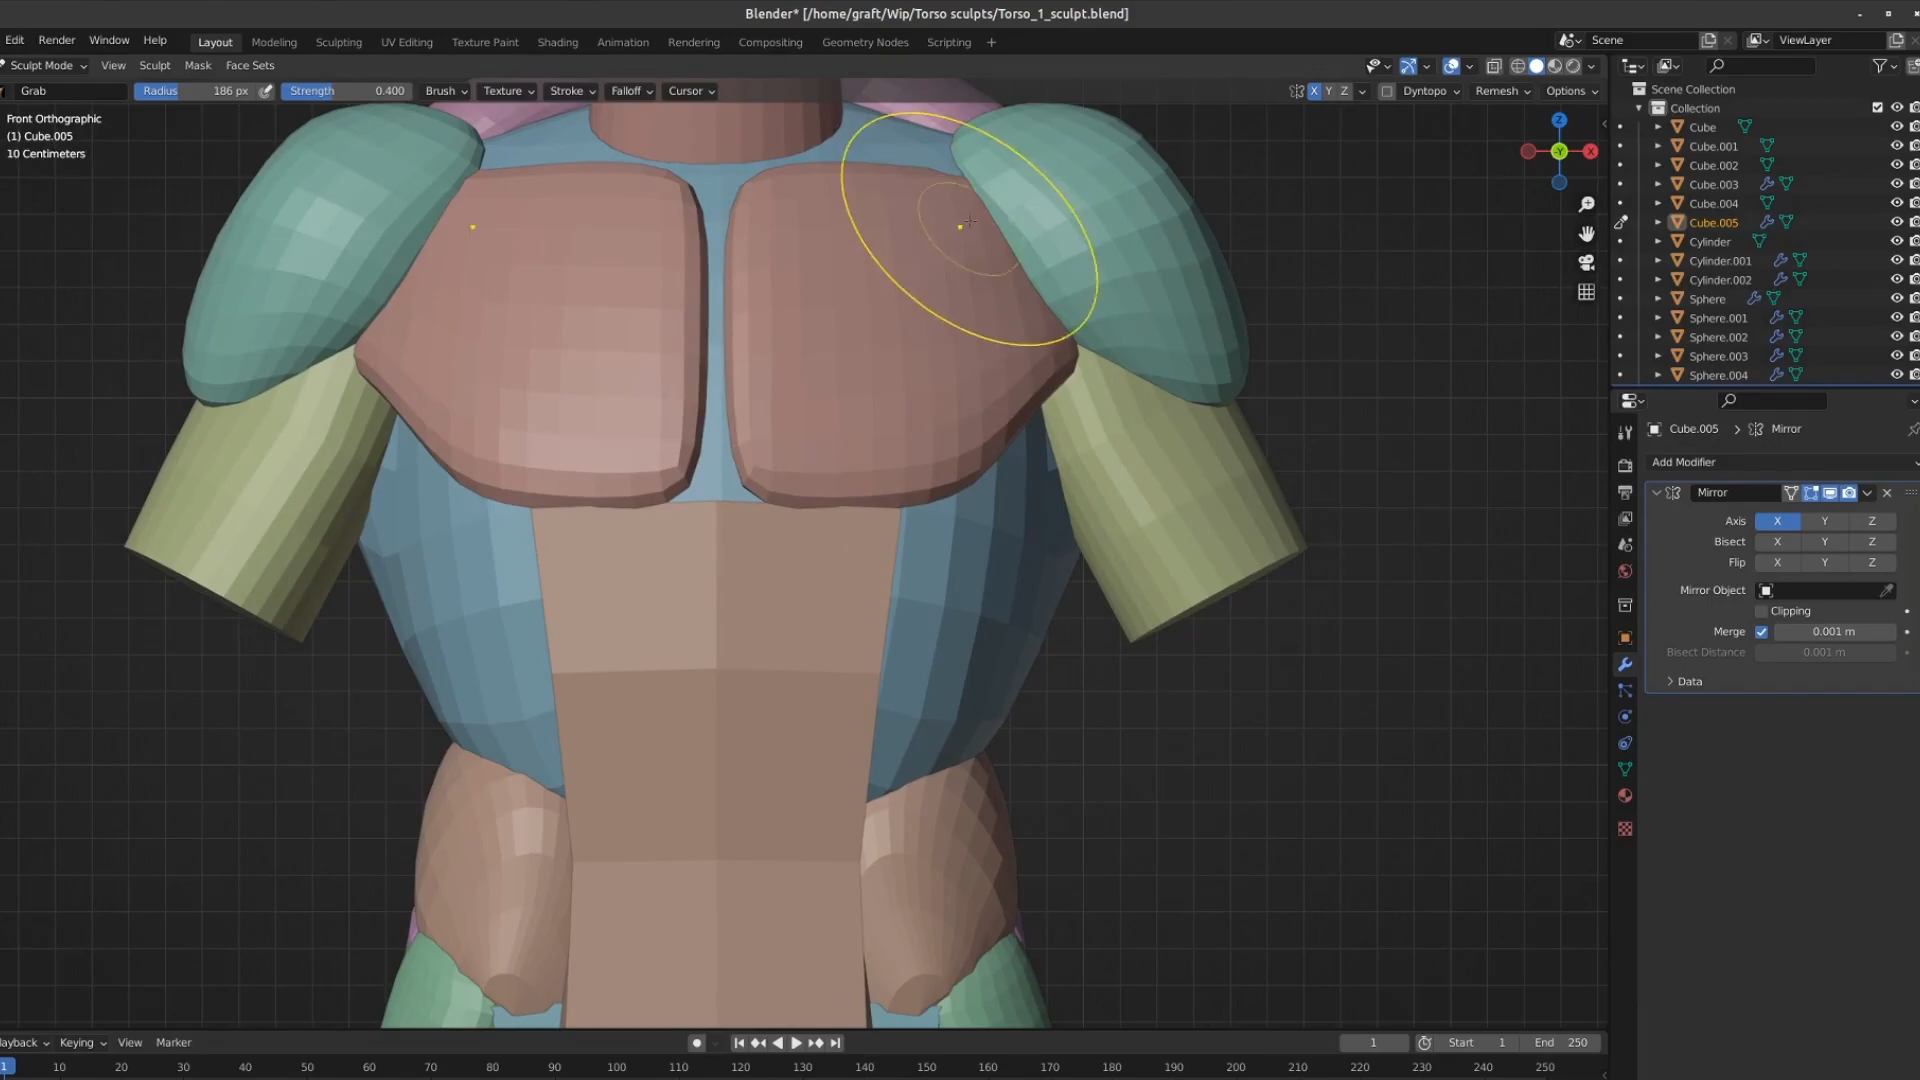 Blender* [/home/graft/Wip/Torso sculpts/Torso_1_sculpt.blend]
Edit Render Window Help Layout Modeling Sculpting UV Editing Texture Paint Shading Animation Rendering Compositing Geometry Nodes Scripting + Scene ViewLayer
Sculpt Mode View Sculpt Mask Face Sets
Grab Radius 186 px Strength 0.400 Brush Texture Stroke Falloff Cursor X Y Z Dyntopo Remesh Options
Front Orthographic
(1) Cube.005
10 Centimeters
Z
-Y X
Scene Collection
Collection
Cube
Cube.001
Cube.002
Cube.003
Cube.004
Cube.005
Cylinder
Cylinder.001
Cylinder.002
Sphere
Sphere.001
Sphere.002
Sphere.003
Sphere.004
Cube.005 > Mirror
Add Modifier
Mirror
Axis X Y Z
Bisect X Y Z
Flip X Y Z
Mirror Object
Clipping
Merge 0.001 m
Bisect Distance 0.001 m
Data
layback Keying View Marker 1 Start 1 End 250
1 10 20 30 40 50 60 70 80 90 100 110 120 130 140 150 160 170 180 190 200 210 220 230 240 250